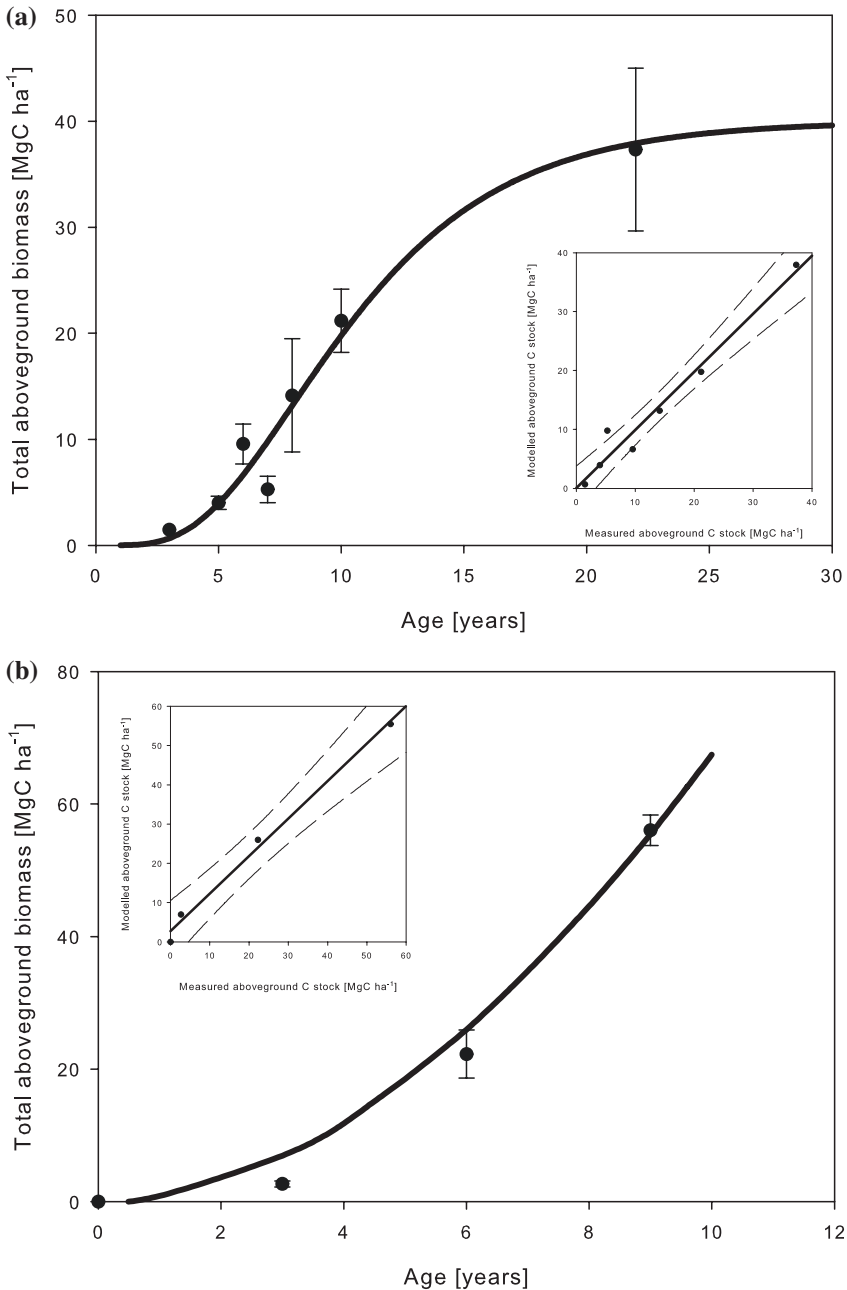 (a)
Total aboveground biomass [MgC ha⁻¹]
50
40
30
20
10
0
0 5 10 15 20 25 30
Age [years]
Modelled aboveground C stock [MgC ha⁻¹]
40
30
20
10
0
0 10 20 30 40
Measured aboveground C stock [MgC ha⁻¹]
(b)
Total aboveground biomass [MgC ha⁻¹]
80
60
40
20
0
0 2 4 6 8 10 12
Age [years]
Modelled aboveground C stock [MgC ha⁻¹]
60
50
40
30
20
10
0
0 10 20 30 40 50 60
Measured aboveground C stock [MgC ha⁻¹]